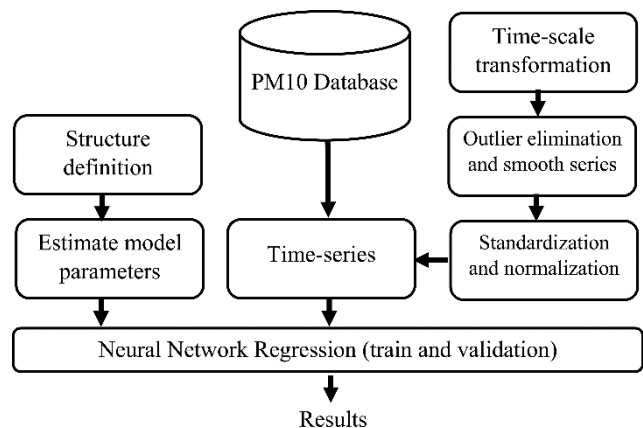 PM10 Database
Time-scale
transformation
Structure
definition
Outlier elimination
and smooth series
Estimate model
parameters
Time-series
Standardization
and normalization
Neural Network Regression (train and validation)
Results